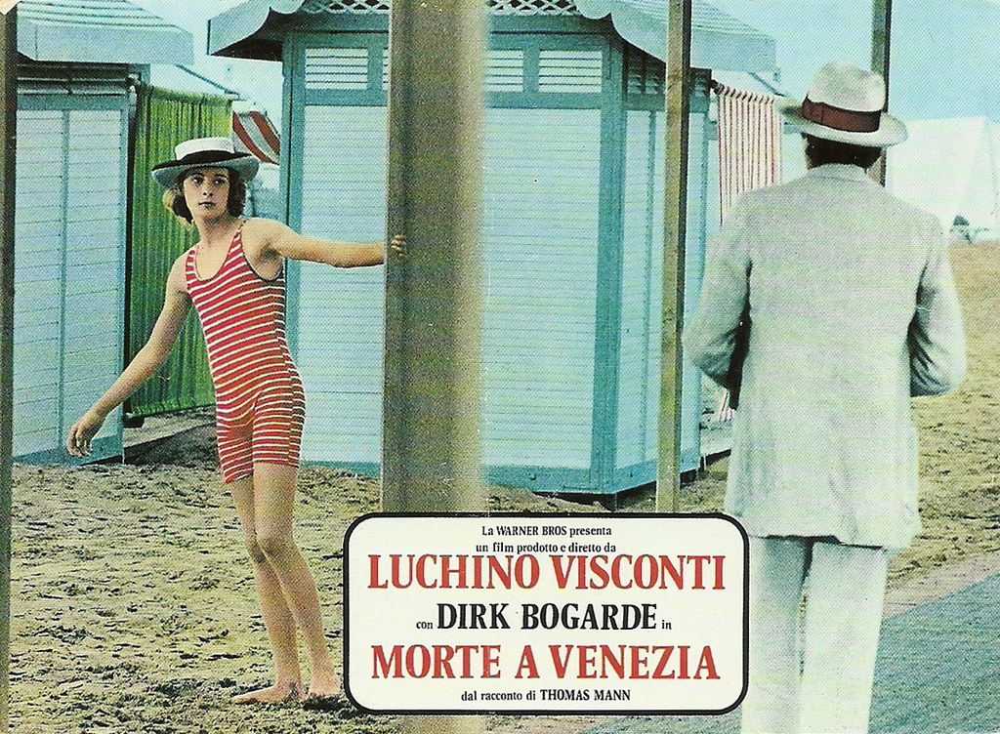 La WARNER BROS presenta
un film prodotto e diretto da
LUCHINO VISCONTI
con DIRK BOGARDE in
MORTE A VENEZIA
dal racconto di THOMAS MANN